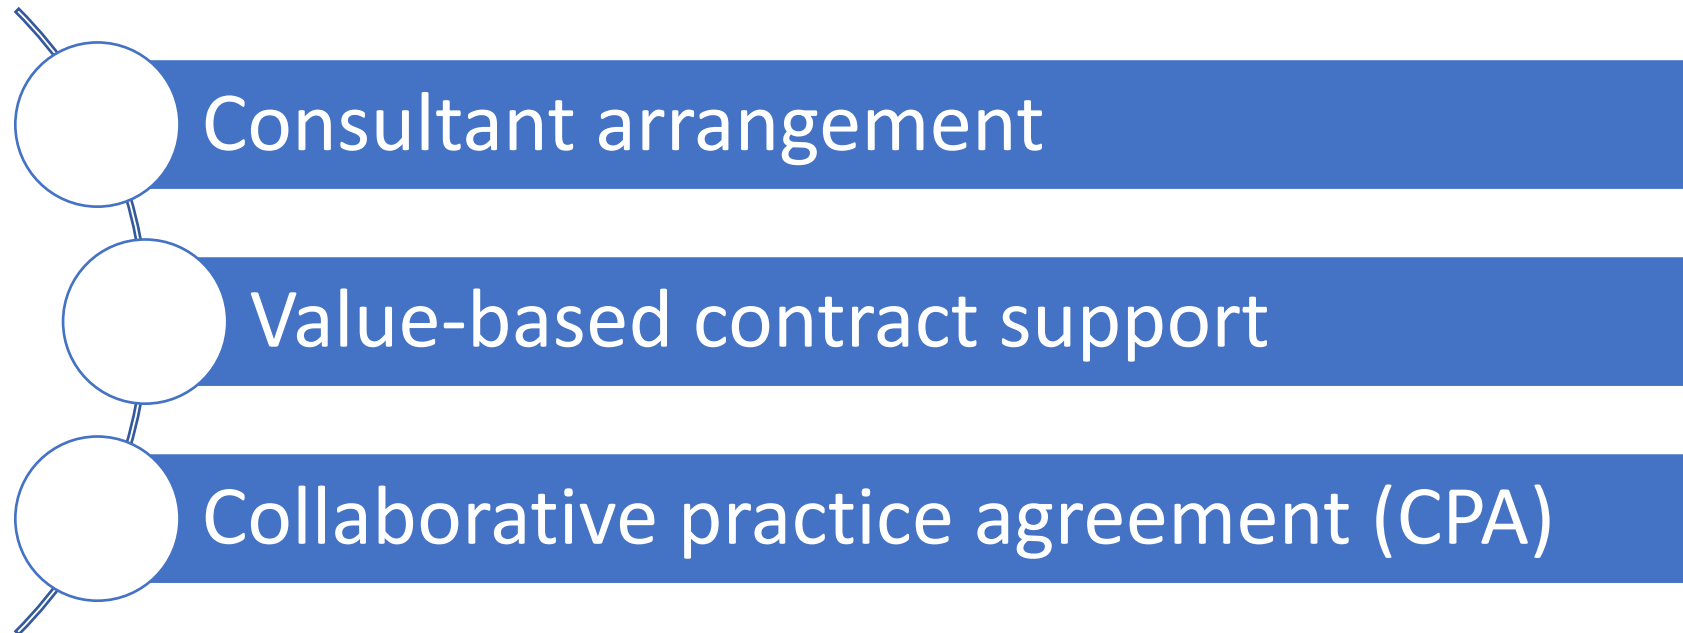 Consultant arrangement
Value-based contract support
Collaborative practice agreement (CPA)